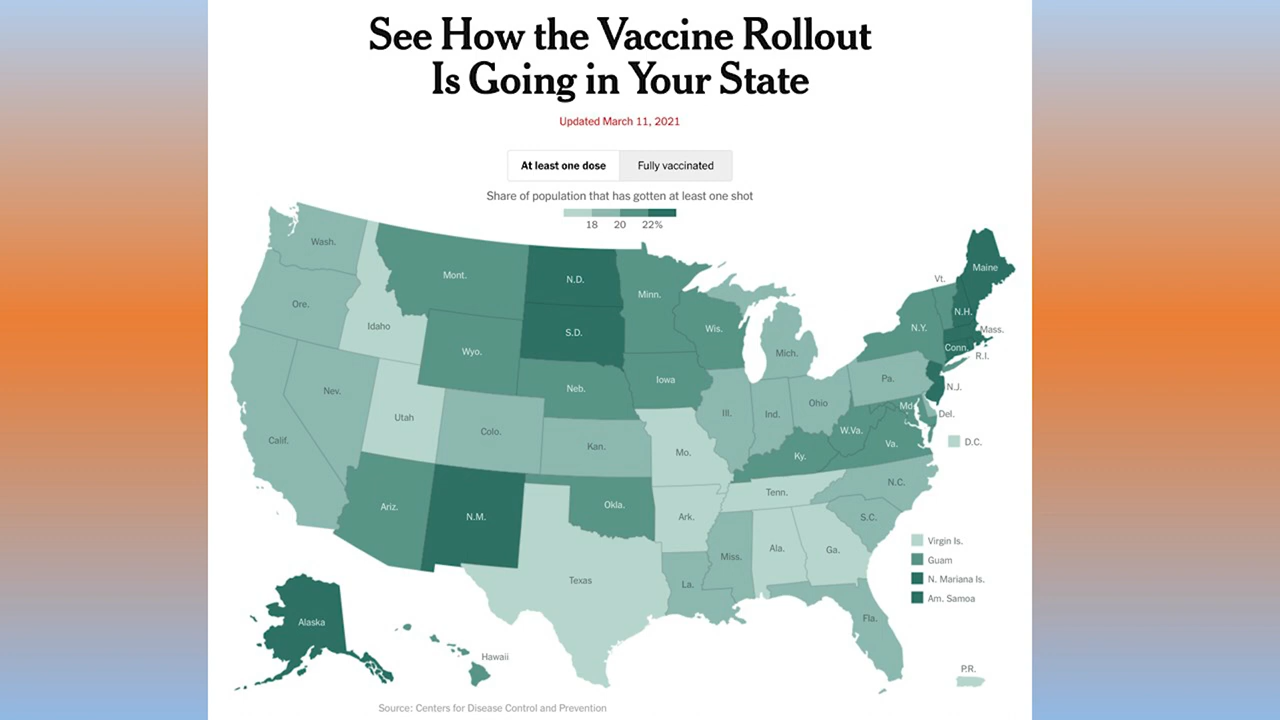 See How the Vaccine Rollout
Is Going in Your State
Updated March 11, 2021
At least one dose
Fully vaccinated
Share of population that has gotten at least one shot
18 20 22%
Wash.
Mont.
N.D.
Minn.
Maine
Vt.
Ore.
Idaho
Wyo.
S.D.
Wis.
Mich.
N.Y.
N.H.
Mass.
Conn.
R.I.
Nev.
Utah
Neb.
Iowa
Pa.
N.J.
Calif.
Colo.
Kan.
Mo.
Ill.
Ind.
Ohio
W.Va.
Md
Del.
Va.
D.C.
Ky.
Ariz.
N.M.
Okla.
Ark.
Tenn.
N.C.
S.C.
Texas
La.
Miss.
Ala.
Ga.
Fla.
Virgin Is.
Guam
N. Mariana Is.
Am. Samoa
Alaska
Hawaii
P.R.
Source: Centers for Disease Control and Prevention